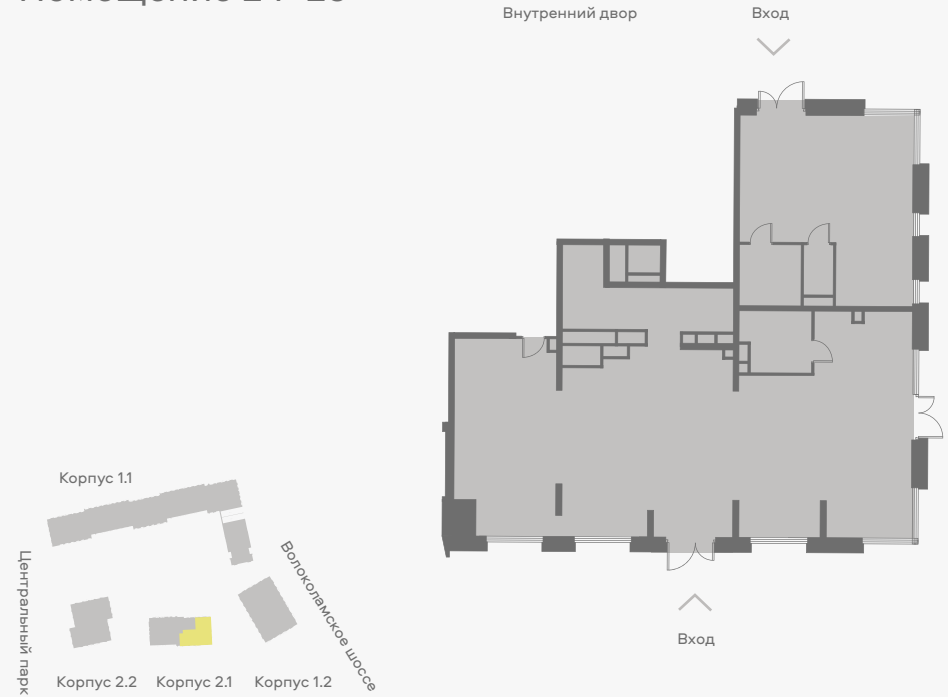 Внутренний двор
Вход
Вход
Корпус 1.1
Центральный парк
Волоколамское шоссе
Корпус 2.2
Корпус 2.1
Корпус 1.2